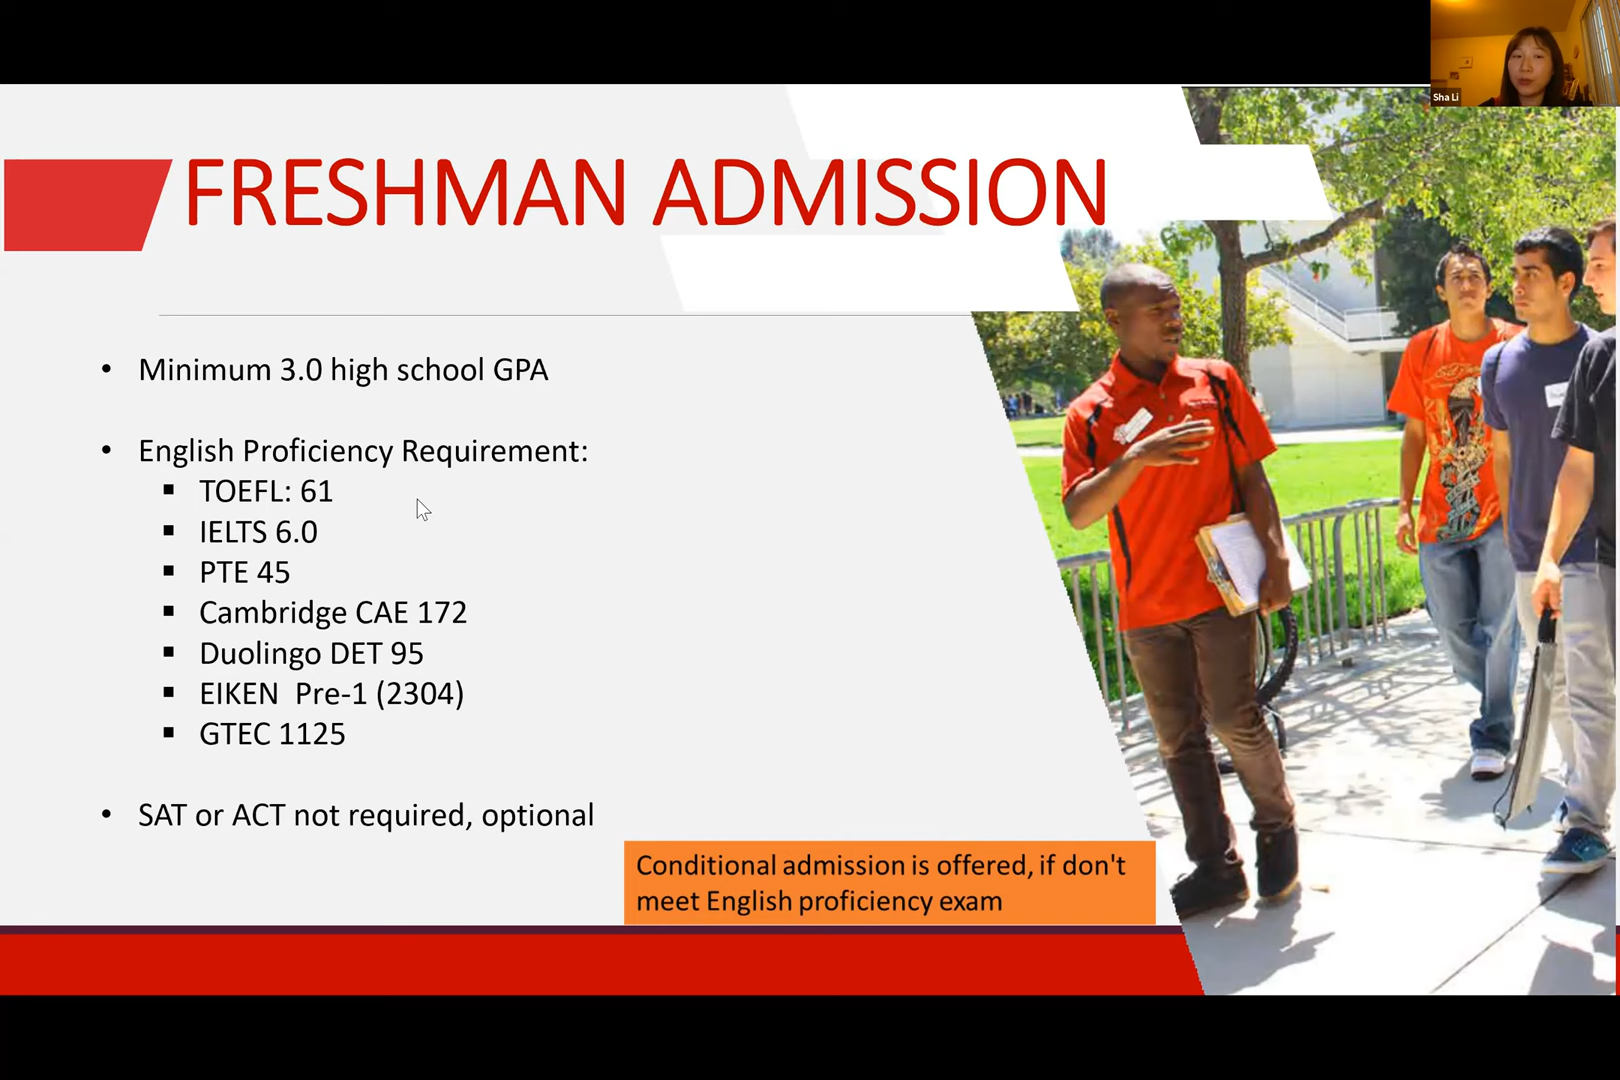 Sha Li
FRESHMAN ADMISSION
• Minimum 3.0 high school GPA
• English Proficiency Requirement:
▪ TOEFL: 61
▪ IELTS 6.0
▪ PTE 45
▪ Cambridge CAE 172
▪ Duolingo DET 95
▪ EIKEN  Pre-1 (2304)
▪ GTEC 1125
• SAT or ACT not required, optional
Conditional admission is offered, if don't
meet English proficiency exam